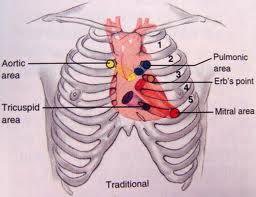 1
2
3
4
5
Aortic
area
Pulmonic
area
Erb's point
Tricuspid
area
Mitral area
Traditional